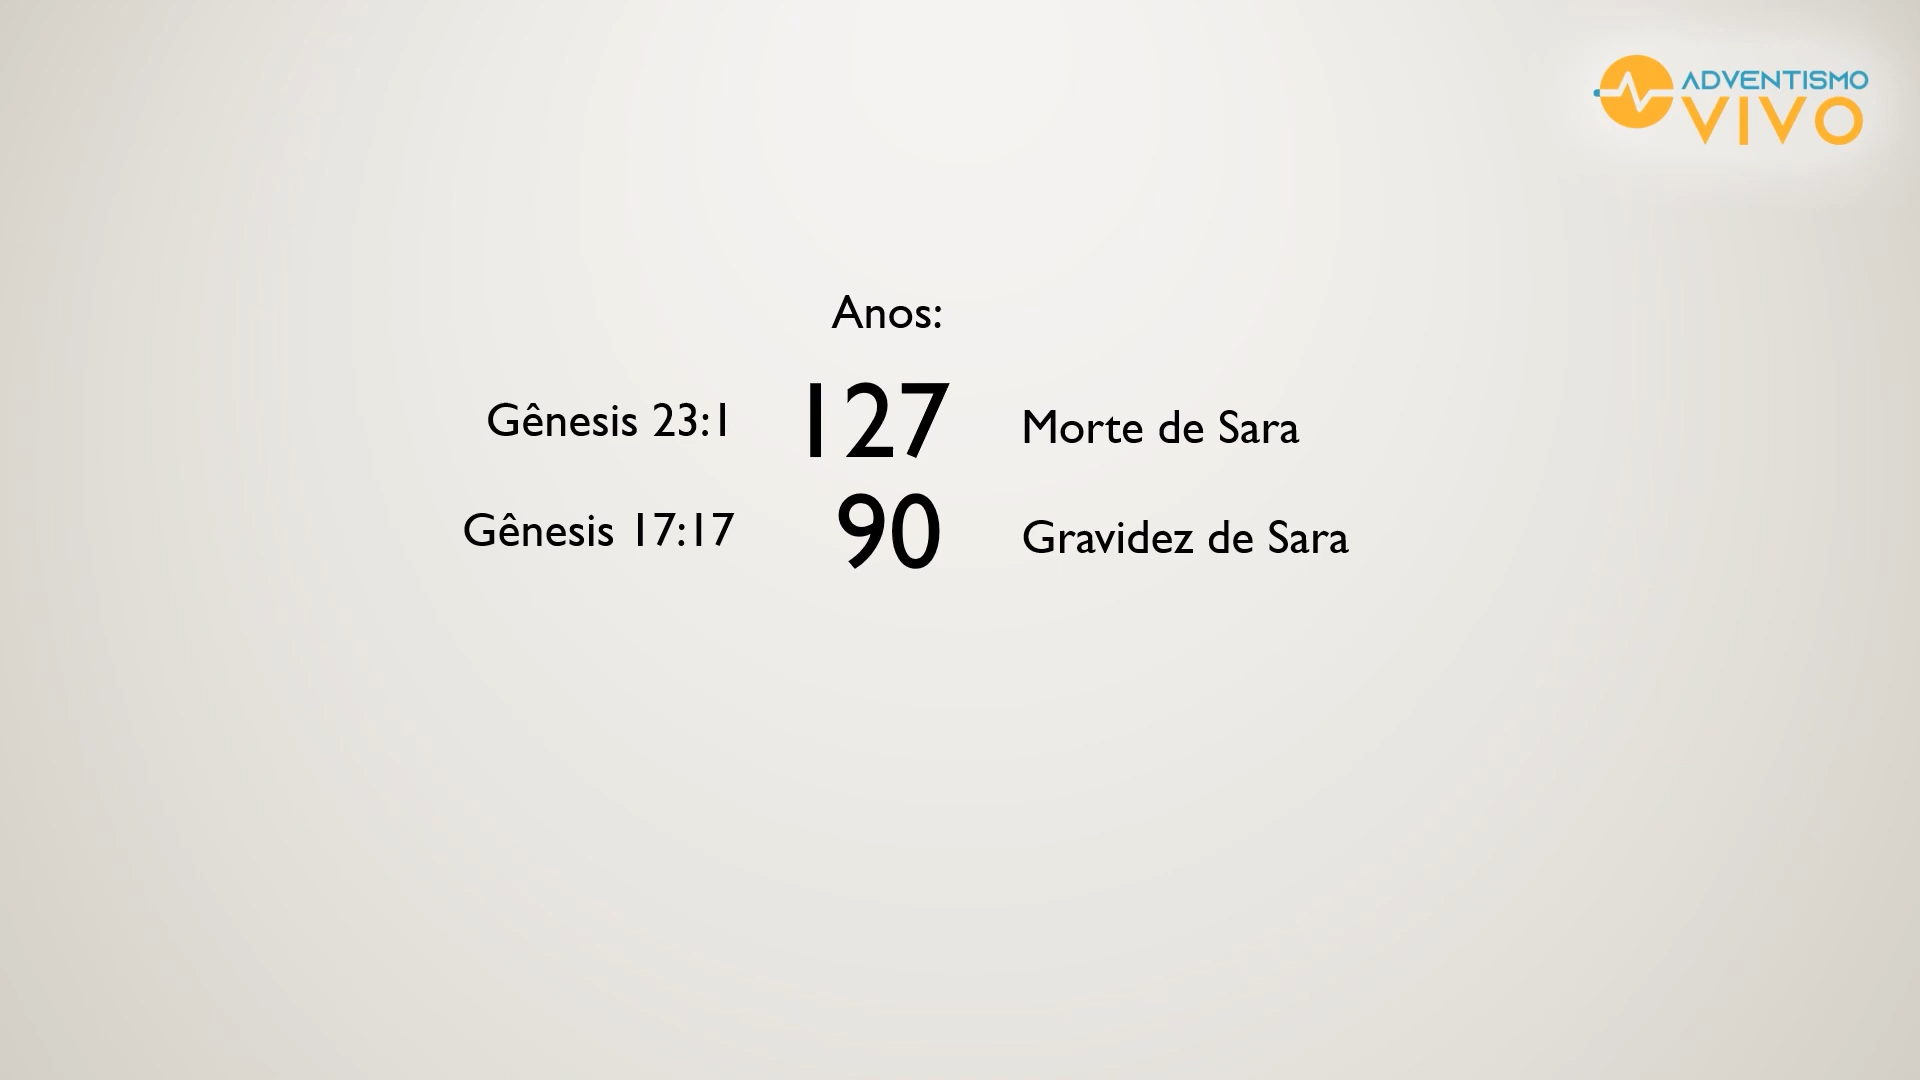 ADVENTISMO
VIVO
Anos:
Gênesis 23:1 127 Morte de Sara
Gênesis 17:17 90 Gravidez de Sara